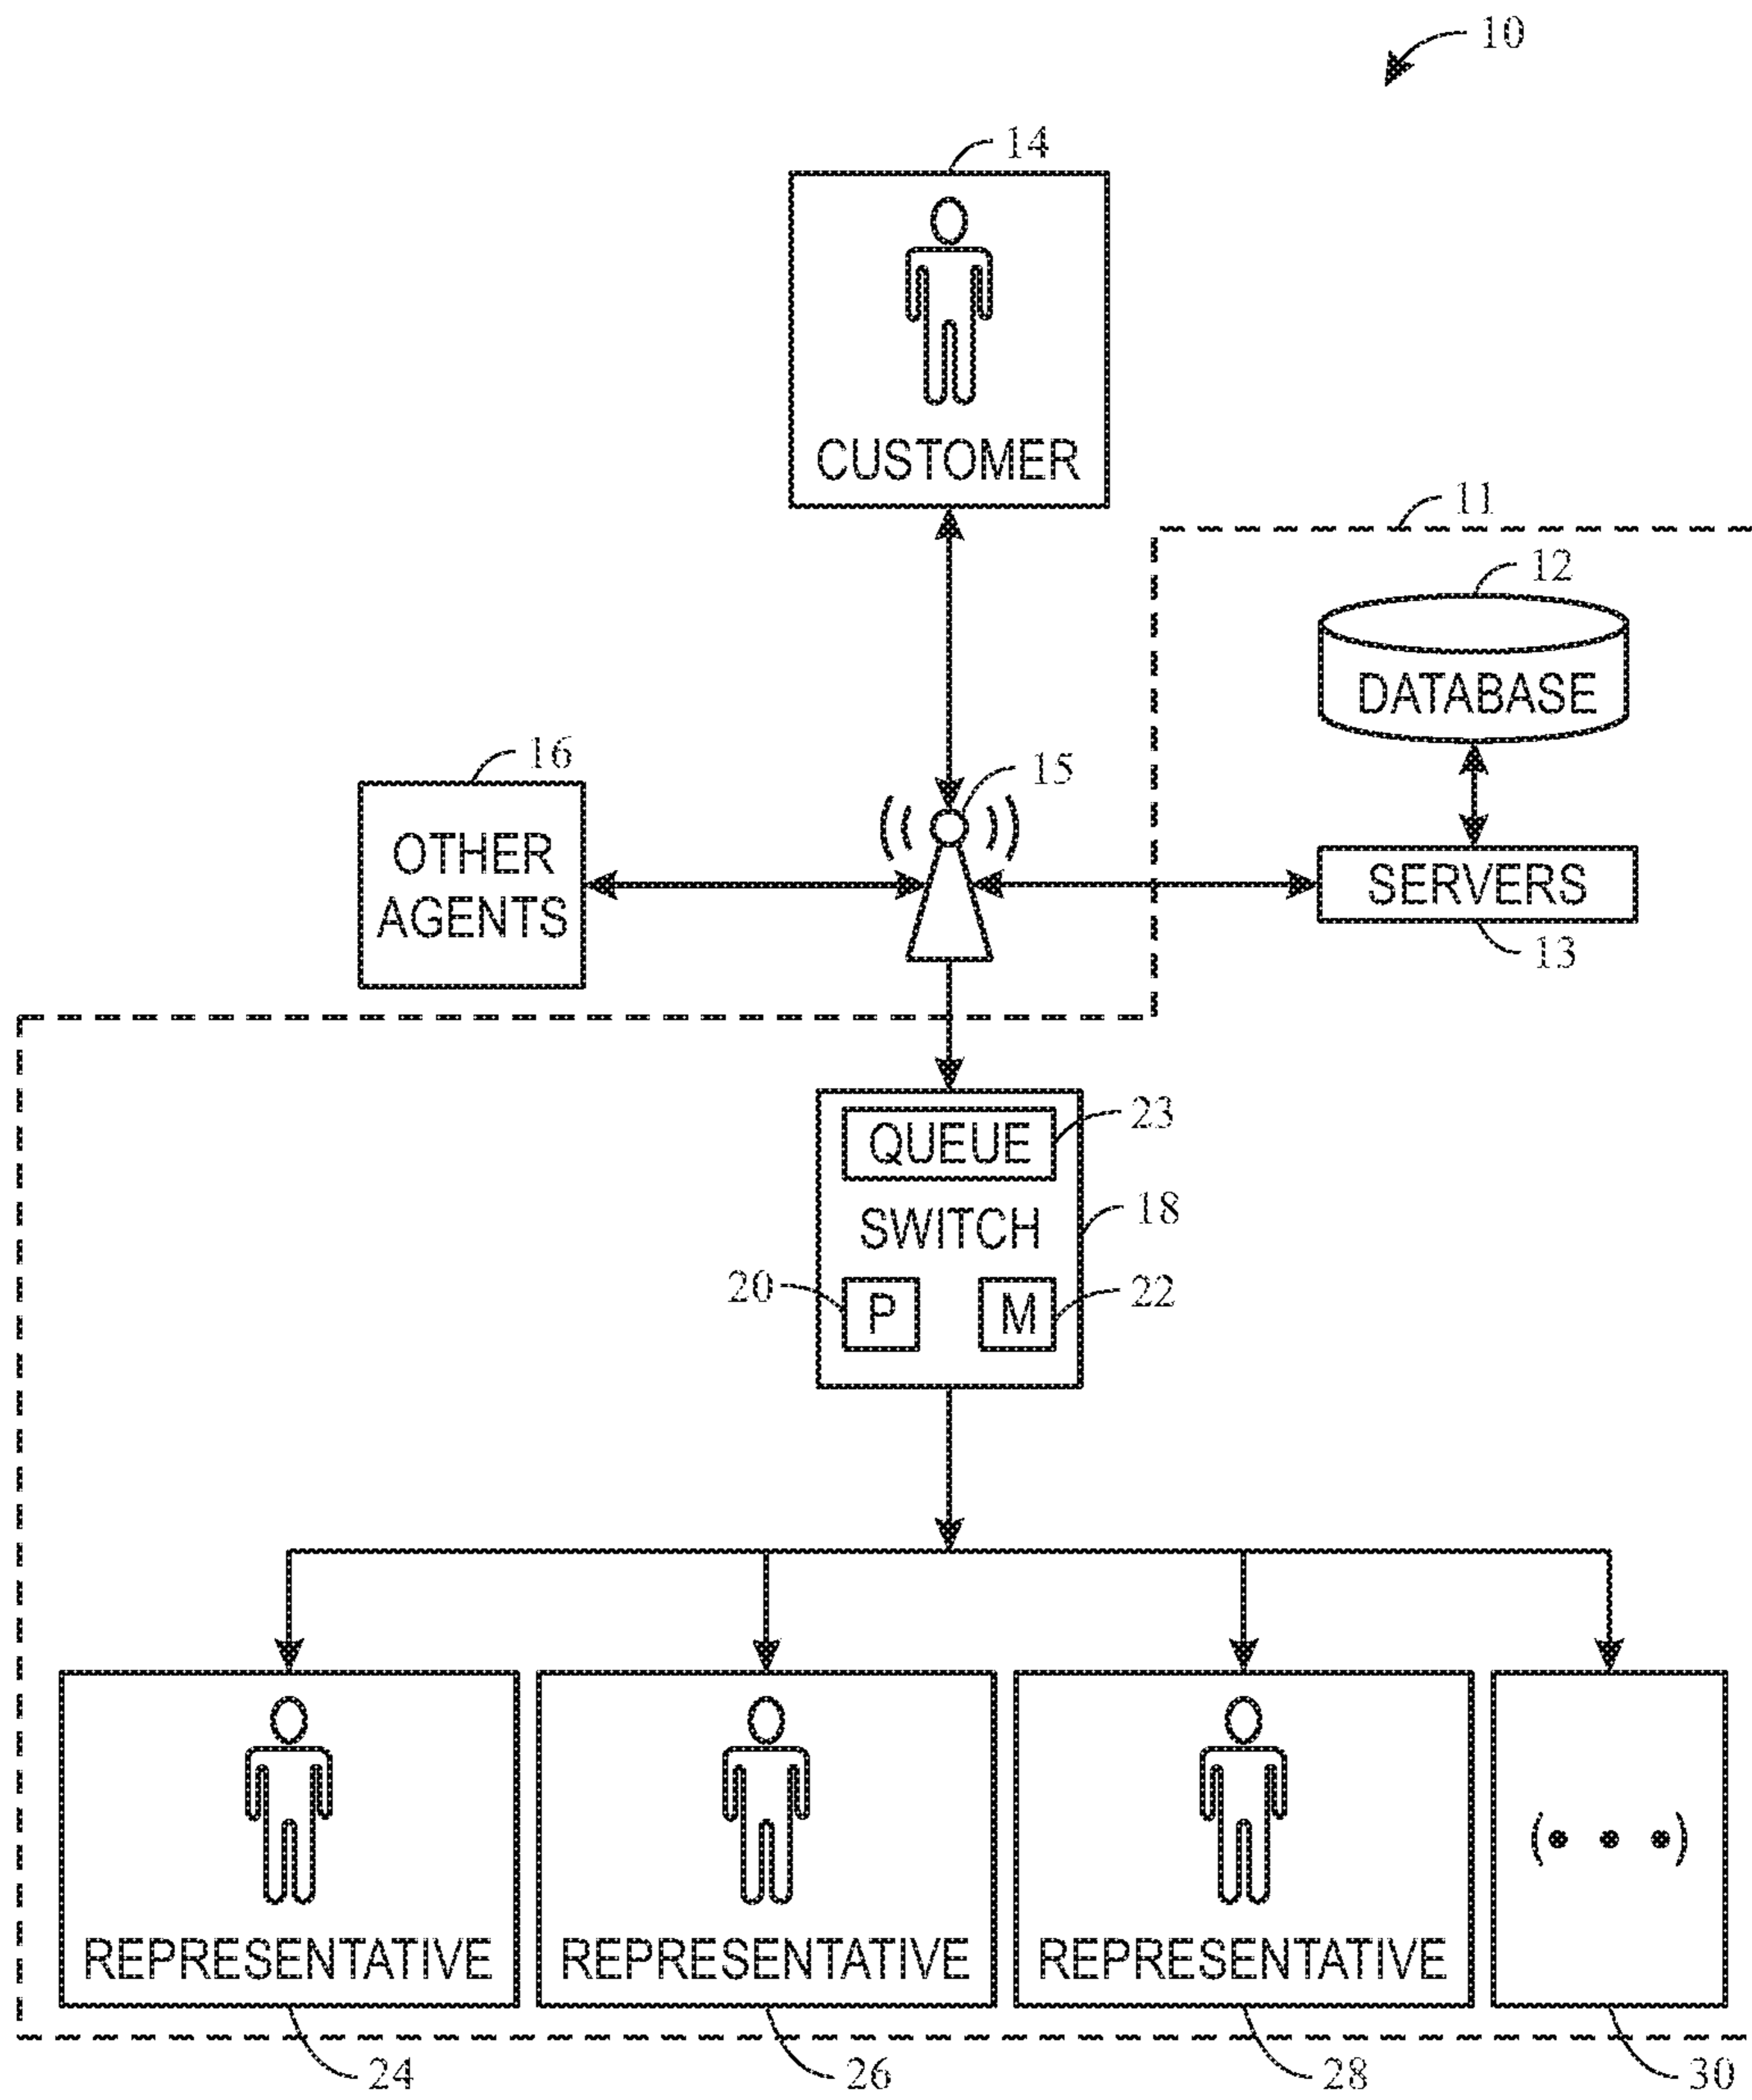 10
14
CUSTOMER
11
12
DATABASE
16
15
OTHER
AGENTS
SERVERS
13
QUEUE
23
SWITCH
18
20
P
M
22
REPRESENTATIVE
REPRESENTATIVE
REPRESENTATIVE
(• • •)
24
26
28
30